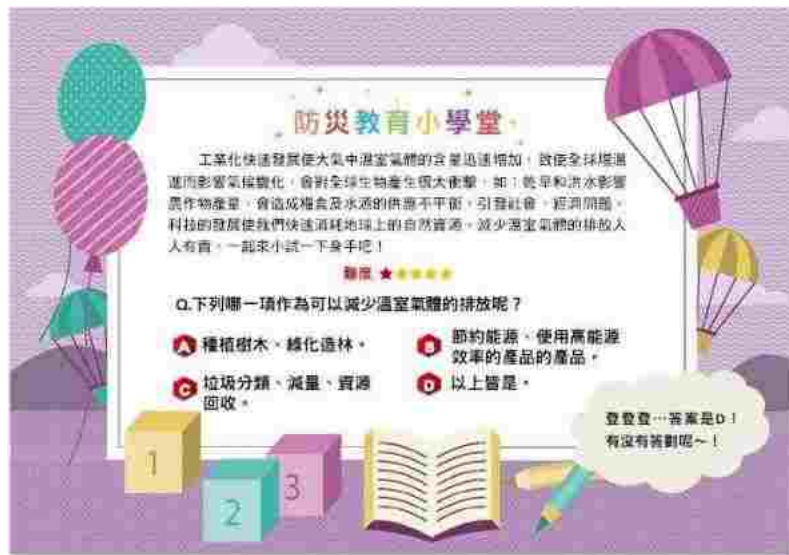 防災教育小學堂
工業化快速發展使大氣中溫室氣體的含量迅速增加,致使全球增溫
進而影響氣候變化,會對全球生物產生很大衝擊,如:乾旱和洪水影響
農作物產量,會造成糧食及水源的供應不平衡,引發社會、經濟問題。
科技的發展使我們快速消耗地球上的自然資源,減少溫室氣體的排放人
人有責,一起來小試一下身手吧!
難度 ★★★★★
Q.下列哪一項作為可以減少溫室氣體的排放呢?
A 種植樹木、綠化造林。
B 節約能源、使用高能源
效率的產品的產品。
C 垃圾分類、減量、資源
回收。
D 以上皆是。
登登登…答案是D!
有沒有答對呢~!
1
2
3